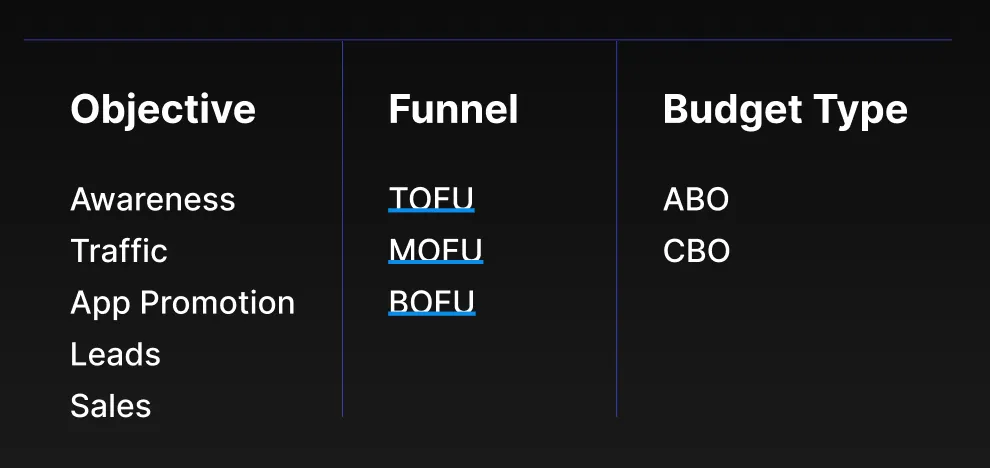 Objective
Funnel
Budget Type
Awareness
TOFU
ABO
Traffic
MOFU
CBO
App Promotion
BOFU
Leads
Sales